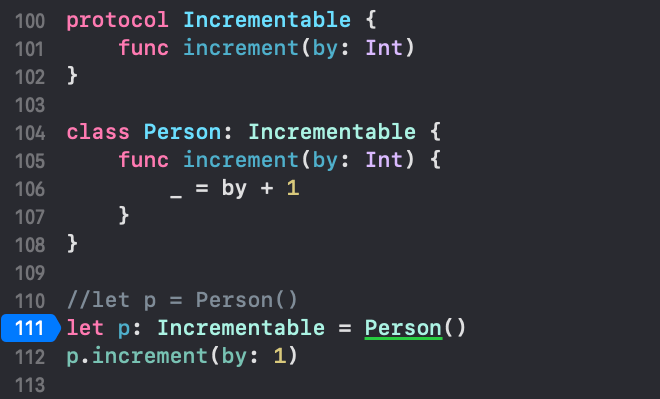 100 protocol Incrementable {
101     func increment(by: Int)
102 }
103
104 class Person: Incrementable {
105     func increment(by: Int) {
106         _ = by + 1
107     }
108 }
109
110 //let p = Person()
111 let p: Incrementable = Person()
112 p.increment(by: 1)
113